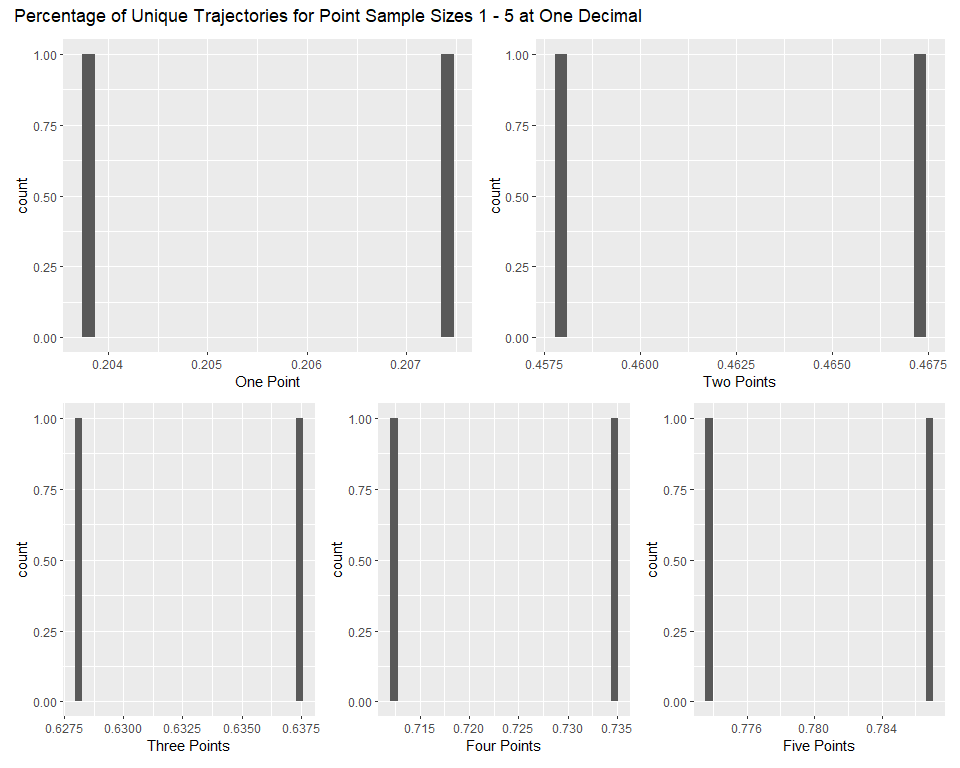 Percentage of Unique Trajectories for Point Sample Sizes 1 - 5 at One Decimal
count
1.00
0.75
0.50
0.25
0.00
0.204 0.205 0.206 0.207
One Point
count
1.00
0.75
0.50
0.25
0.00
0.4575 0.4600 0.4625 0.4650 0.4675
Two Points
count
1.00
0.75
0.50
0.25
0.00
0.6275 0.6300 0.6325 0.6350 0.6375
Three Points
count
1.00
0.75
0.50
0.25
0.00
0.715 0.720 0.725 0.730 0.735
Four Points
count
1.00
0.75
0.50
0.25
0.00
0.776 0.780 0.784
Five Points